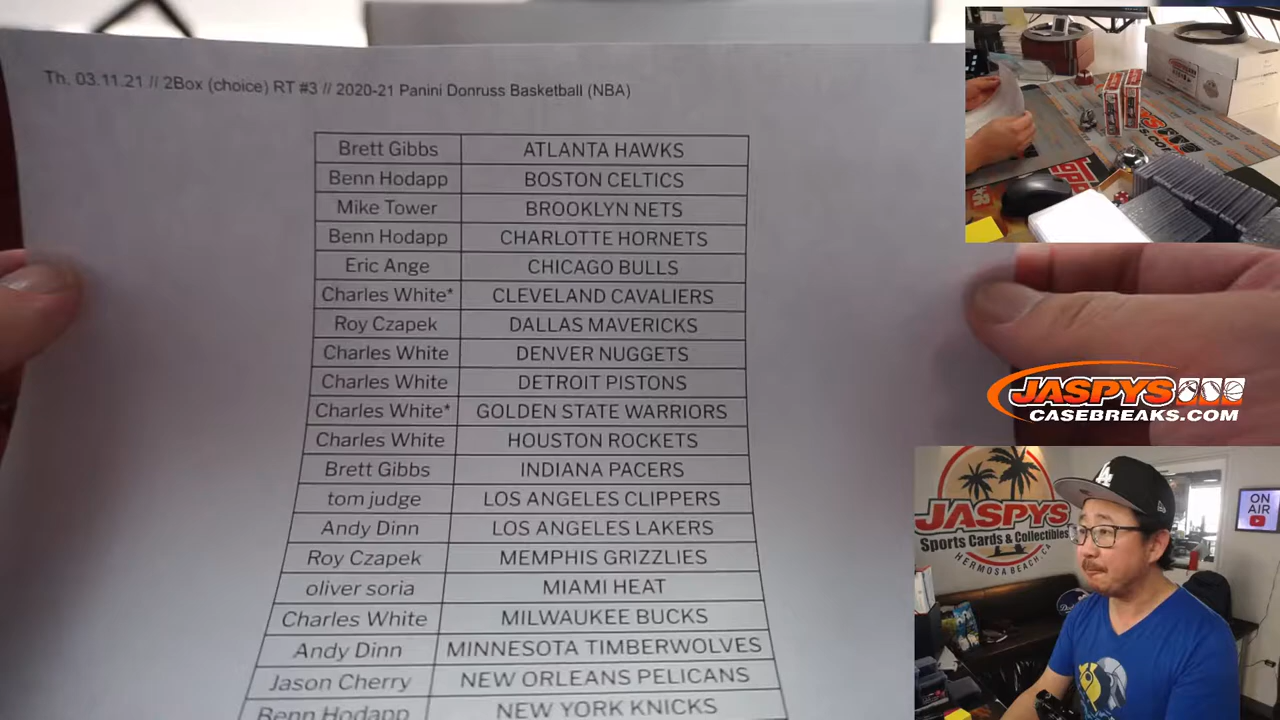 Th. 03.11.21 // 2Box (choice) RT #3 // 2020-21 Panini Donruss Basketball (NBA)
Brett Gibbs ATLANTA HAWKS
Benn Hodapp BOSTON CELTICS
Mike Tower BROOKLYN NETS
Benn Hodapp CHARLOTTE HORNETS
Eric Ange CHICAGO BULLS
Charles White* CLEVELAND CAVALIERS
Roy Czapek DALLAS MAVERICKS
Charles White DENVER NUGGETS
Charles White DETROIT PISTONS
Charles White* GOLDEN STATE WARRIORS
Charles White HOUSTON ROCKETS
Brett Gibbs INDIANA PACERS
tom judge LOS ANGELES CLIPPERS
Andy Dinn LOS ANGELES LAKERS
Roy Czapek MEMPHIS GRIZZLIES
oliver soria MIAMI HEAT
Charles White MILWAUKEE BUCKS
Andy Dinn MINNESOTA TIMBERWOLVES
Jason Cherry NEW ORLEANS PELICANS
Benn Hodapp NEW YORK KNICKS
JASPYS
CASEBREAKS.COM
JASPYS
Sports Cards & Collectibles
HERMOSA BEACH, CA
ON
AIR
LA